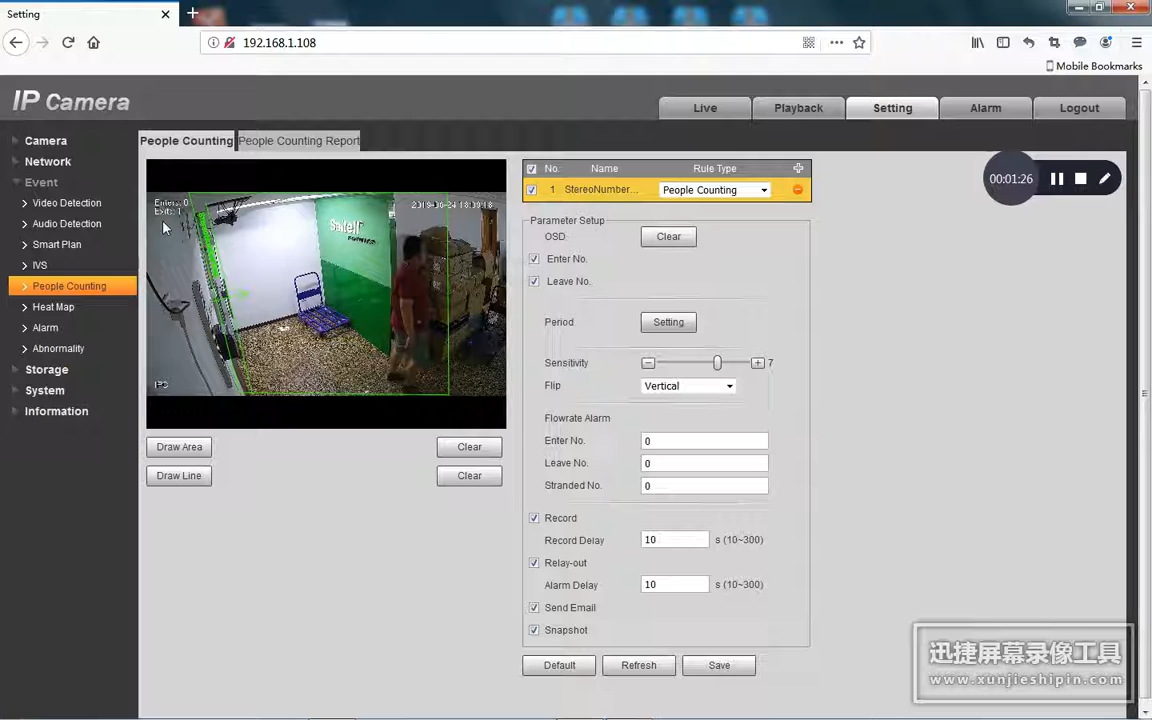 Setting
192.168.1.108
Mobile Bookmarks
IP Camera
Live
Playback
Setting
Alarm
Logout
Camera
Network
Event
Video Detection
Audio Detection
Smart Plan
IVS
People Counting
Heat Map
Alarm
Abnormality
Storage
System
Information
People Counting
People Counting Report
Enter: 0
Exit: 1
IPC
Draw Area
Clear
Draw Line
Clear
No.
Name
Rule Type
1
StereoNumber...
People Counting
Parameter Setup
OSD
Clear
Enter No.
Leave No.
Period
Setting
Sensitivity
7
Flip
Vertical
Flowrate Alarm
Enter No.
0
Leave No.
0
Stranded No.
0
Record
Record Delay
10
s (10~300)
Relay-out
Alarm Delay
10
s (10~300)
Send Email
Snapshot
Default
Refresh
Save
00:01:26
迅捷屏幕录像工具
www.xunjieshipin.com